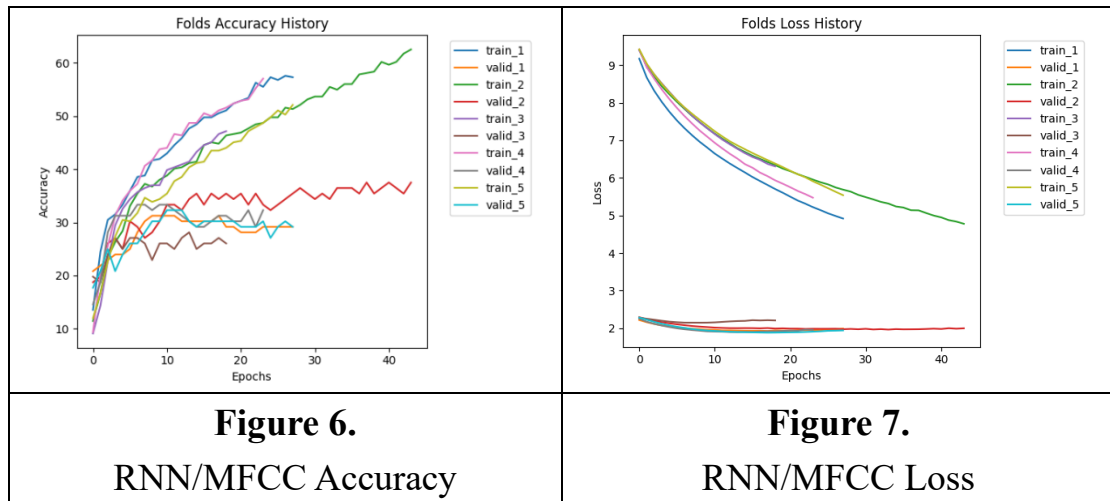 Folds Accuracy History
60
50
40
30
20
10
Accuracy
0
10
20
30
40
Epochs
train_1
valid_1
train_2
valid_2
train_3
valid_3
train_4
valid_4
train_5
valid_5
Figure 6.
RNN/MFCC Accuracy
Folds Loss History
9
8
7
6
5
4
3
2
Loss
0
10
20
30
40
Epochs
train_1
valid_1
train_2
valid_2
train_3
valid_3
train_4
valid_4
train_5
valid_5
Figure 7.
RNN/MFCC Loss